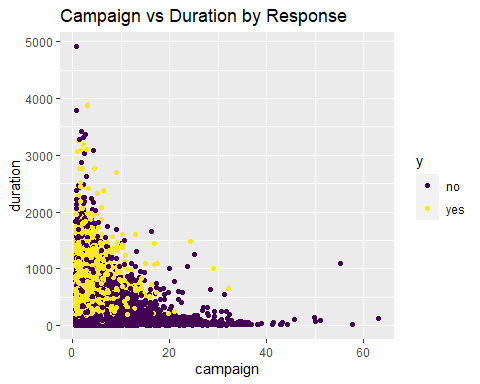 Campaign vs Duration by Response
5000
4000
3000
2000
1000
0
duration
0 20 40 60
campaign
y
no
yes